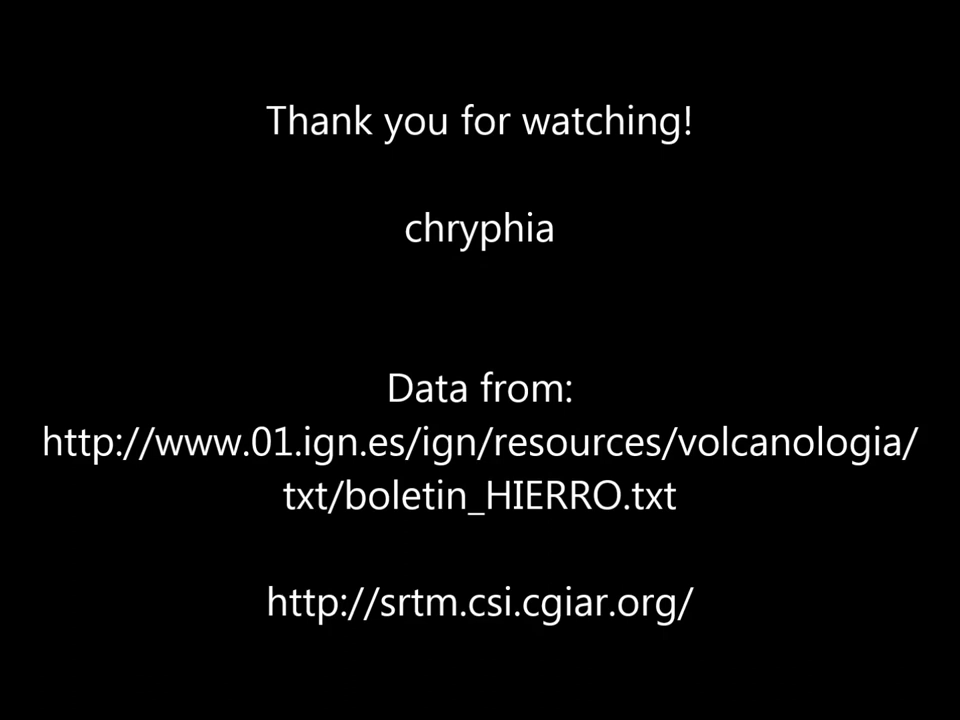 Thank you for watching!
chryphia
Data from:
http://www.01.ign.es/ign/resources/volcanologia/
txt/boletin_HIERRO.txt
http://srtm.csi.cgiar.org/